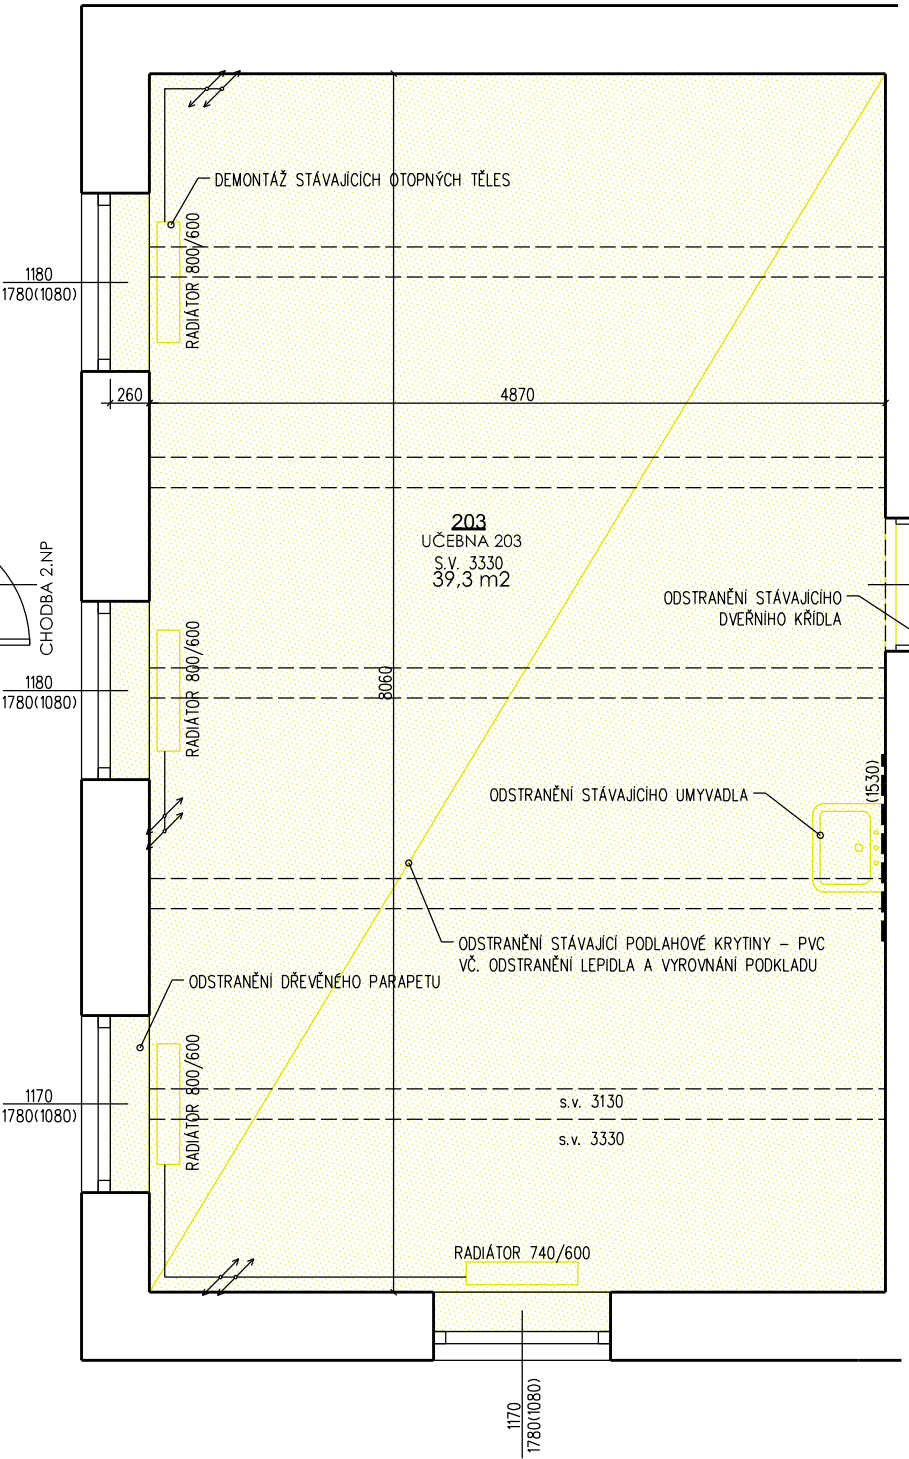 DEMONTÁŽ STÁVAJÍCÍCH OTOPNÝCH TĚLES
RADIÁTOR 800/600
1180
1780(1080)
260
4870
203
UČEBNA 203
S.V. 3330
39,3 m2
CHODBA 2.NP
ODSTRANĚNÍ STÁVAJÍCÍHO
DVEŘNÍHO KŘÍDLA
RADIÁTOR 800/600
1180
1780(1080)
8060
ODSTRANĚNÍ STÁVAJÍCÍHO UMYVADLA
(1530)
ODSTRANĚNÍ STÁVAJÍCÍ PODLAHOVÉ KRYTINY – PVC
VČ. ODSTRANĚNÍ LEPIDLA A VYROVNÁNÍ PODKLADU
ODSTRANĚNÍ DŘEVĚNÉHO PARAPETU
RADIÁTOR 800/600
1170
1780(1080)
s.v. 3130
s.v. 3330
RADIÁTOR 740/600
1170
1780(1080)